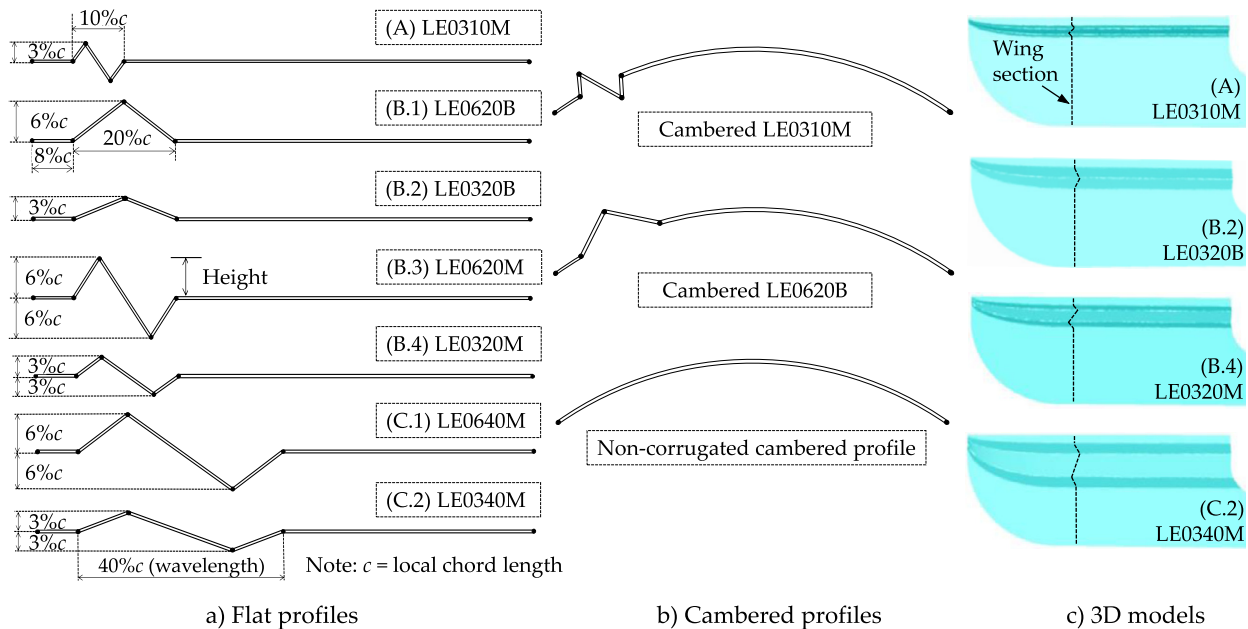 10%c
3%c
(A) LE0310M
6%c
8%c
20%c
(B.1) LE0620B
3%c
(B.2) LE0320B
6%c
6%c
Height
(B.3) LE0620M
3%c
3%c
(B.4) LE0320M
6%c
6%c
(C.1) LE0640M
3%c
3%c
(C.2) LE0340M
40%c (wavelength)
Note: c = local chord length
a) Flat profiles
Cambered LE0310M
Cambered LE0620B
Non-corrugated cambered profile
b) Cambered profiles
Wing
section
(A)
LE0310M
(B.2)
LE0320B
(B.4)
LE0320M
(C.2)
LE0340M
c) 3D models